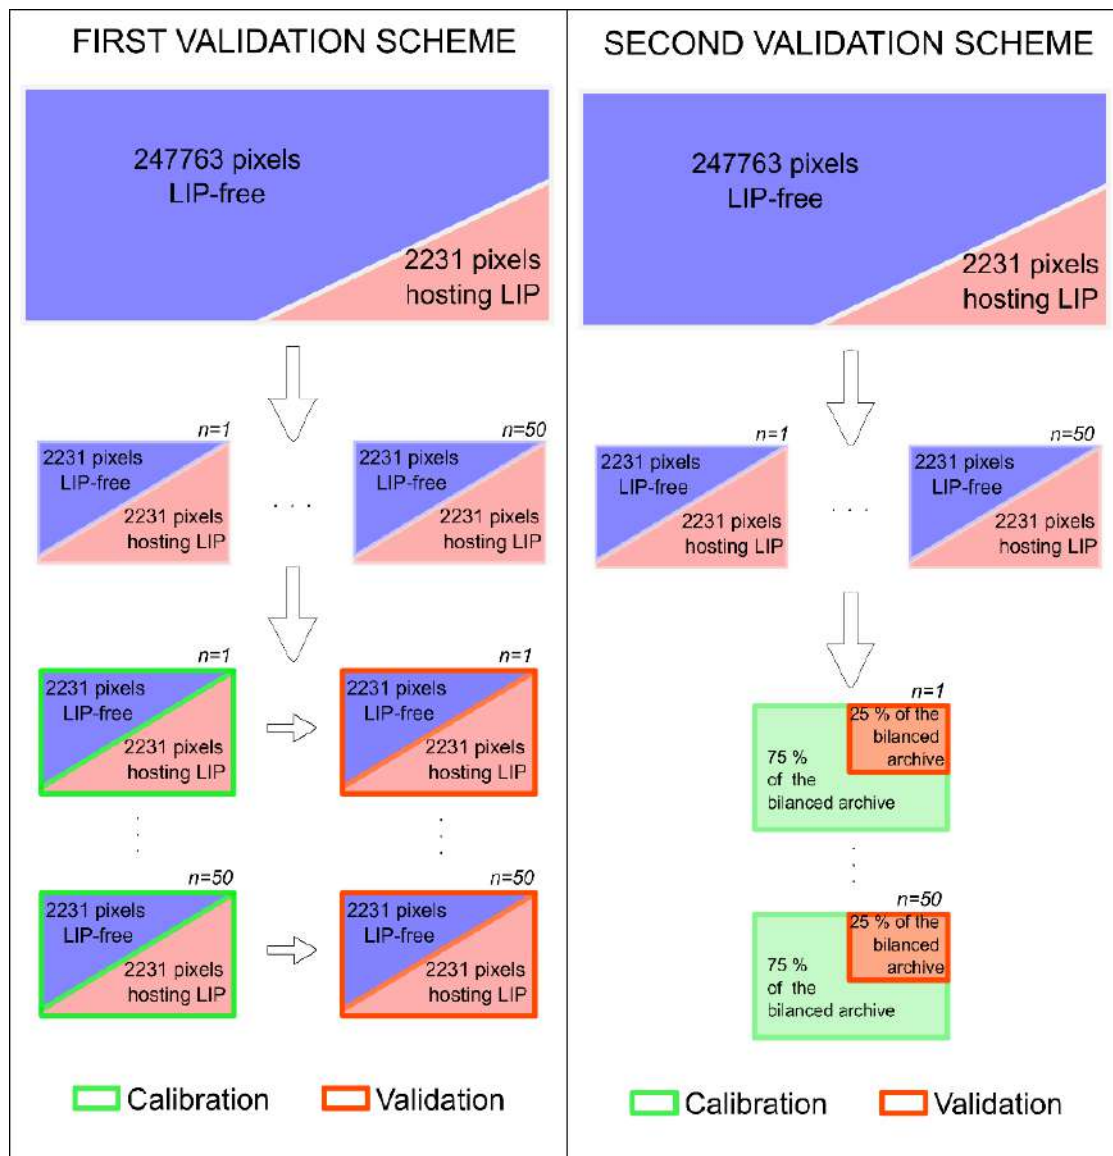 FIRST VALIDATION SCHEME
247763 pixels
LIP-free
2231 pixels
hosting LIP
n=1
2231 pixels
LIP-free
2231 pixels
hosting LIP
. . .
n=50
2231 pixels
LIP-free
2231 pixels
hosting LIP
n=1
2231 pixels
LIP-free
2231 pixels
hosting LIP
n=1
2231 pixels
LIP-free
2231 pixels
hosting LIP
n=50
2231 pixels
LIP-free
2231 pixels
hosting LIP
n=50
2231 pixels
LIP-free
2231 pixels
hosting LIP
Calibration
Validation
SECOND VALIDATION SCHEME
247763 pixels
LIP-free
2231 pixels
hosting LIP
n=1
2231 pixels
LIP-free
2231 pixels
hosting LIP
. . .
n=50
2231 pixels
LIP-free
2231 pixels
hosting LIP
n=1
25 % of the
bilanced
archive
75 %
of the
bilanced archive
n=50
25 % of the
bilanced
archive
75 %
of the
bilanced archive
Calibration
Validation